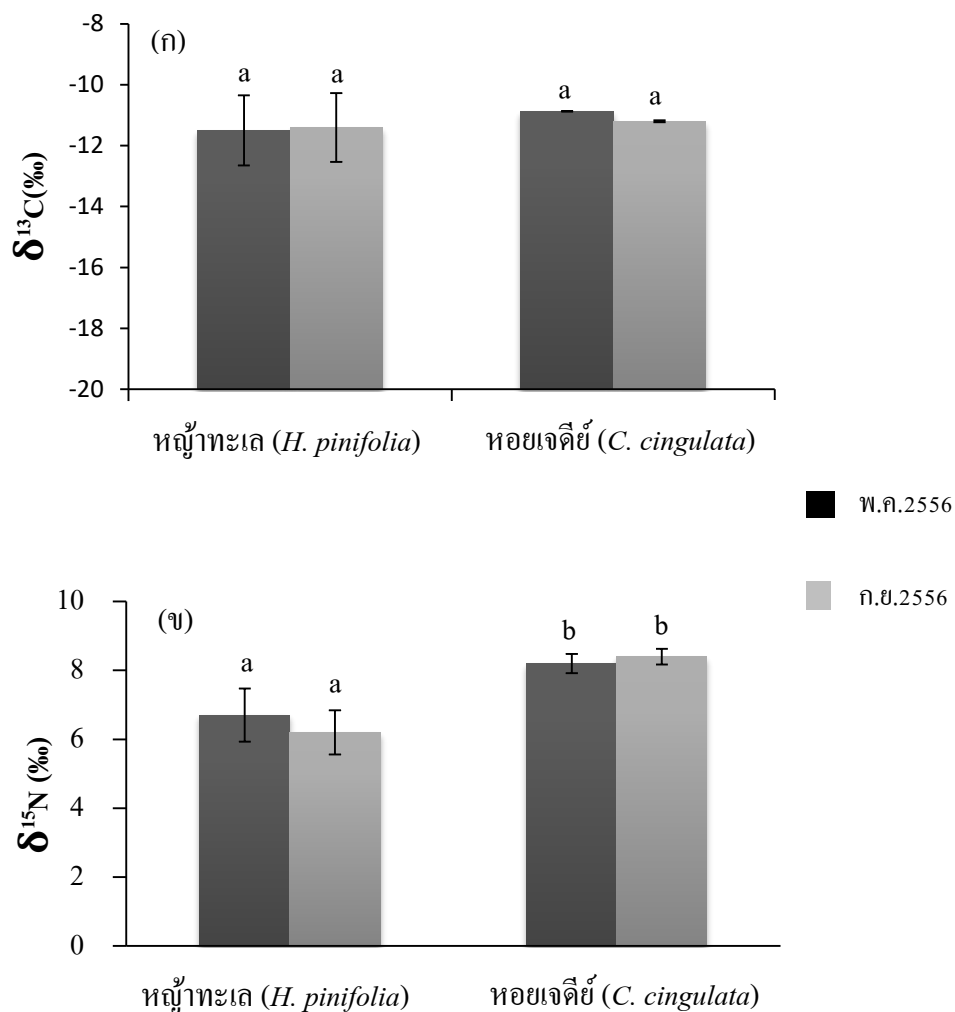 -8
(ก)
a a a a
-10
-12
-14
-16
-18
-20
δ¹³C(‰)
หญ้าทะเล (H. pinifolia) หอยเจดีย์ (C. cingulata)
พ.ค.2556
ก.ย.2556
10
(ข)
a a b b
8
6
4
2
0
δ¹⁵N (‰)
หญ้าทะเล (H. pinifolia) หอยเจดีย์ (C. cingulata)